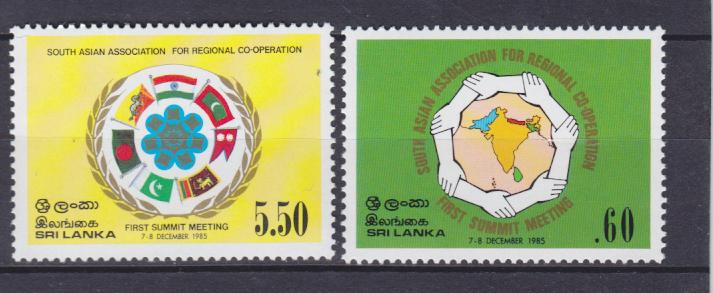 SOUTH ASIAN ASSOCIATION FOR REGIONAL CO-OPERATION
ශ්‍රී ලංකා
இலங்கை
SRI LANKA
FIRST SUMMIT MEETING
7-8 DECEMBER 1985
5.50
SOUTH ASIAN ASSOCIATION FOR REGIONAL CO-OPERATION
FIRST SUMMIT MEETING
ශ්‍රී ලංකා
இலங்கை
SRI LANKA
7-8 DECEMBER 1985
.60